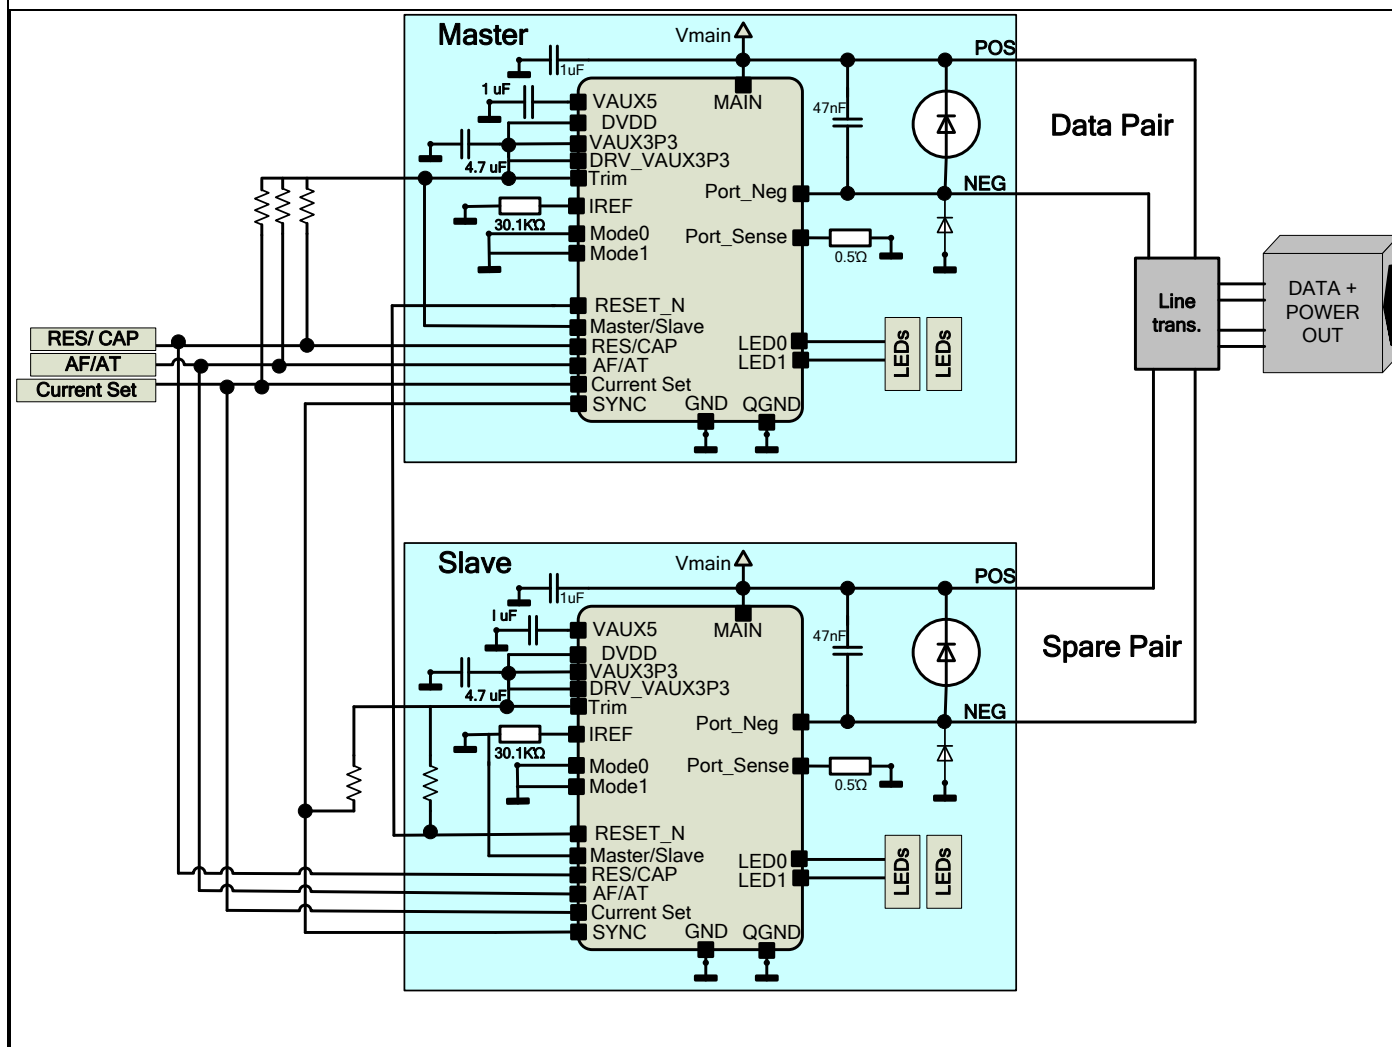 Master
Vmain
POS
1uF
1 uF
VAUX5
MAIN
DVDD
47nF
VAUX3P3
Data Pair
4.7 uF
DRV_VAUX3P3
Trim
Port_Neg
NEG
IREF
30.1KΩ
Mode0
Port_Sense
Mode1
0.5Ω
RESET_N
Line
trans.
DATA +
POWER
OUT
Master/Slave
RES/ CAP
RES/CAP
LED0
LEDs
LEDs
AF/AT
AF/AT
LED1
Current Set
Current Set
SYNC
GND
QGND
Slave
Vmain
POS
1uF
I uF
VAUX5
MAIN
DVDD
47nF
VAUX3P3
Spare Pair
4.7 uF
DRV_VAUX3P3
Trim
Port_Neg
NEG
IREF
30.1KΩ
Mode0
Port_Sense
Mode1
0.5Ω
RESET_N
Master/Slave
RES/CAP
LED0
LEDs
LEDs
AF/AT
LED1
Current Set
SYNC
GND
QGND